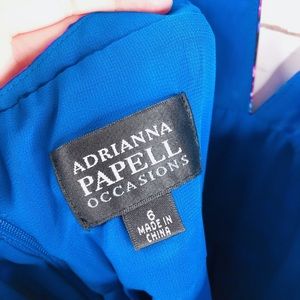 ADRIANNA
PAPELL
OCCASIONS
6
MADE IN
CHINA